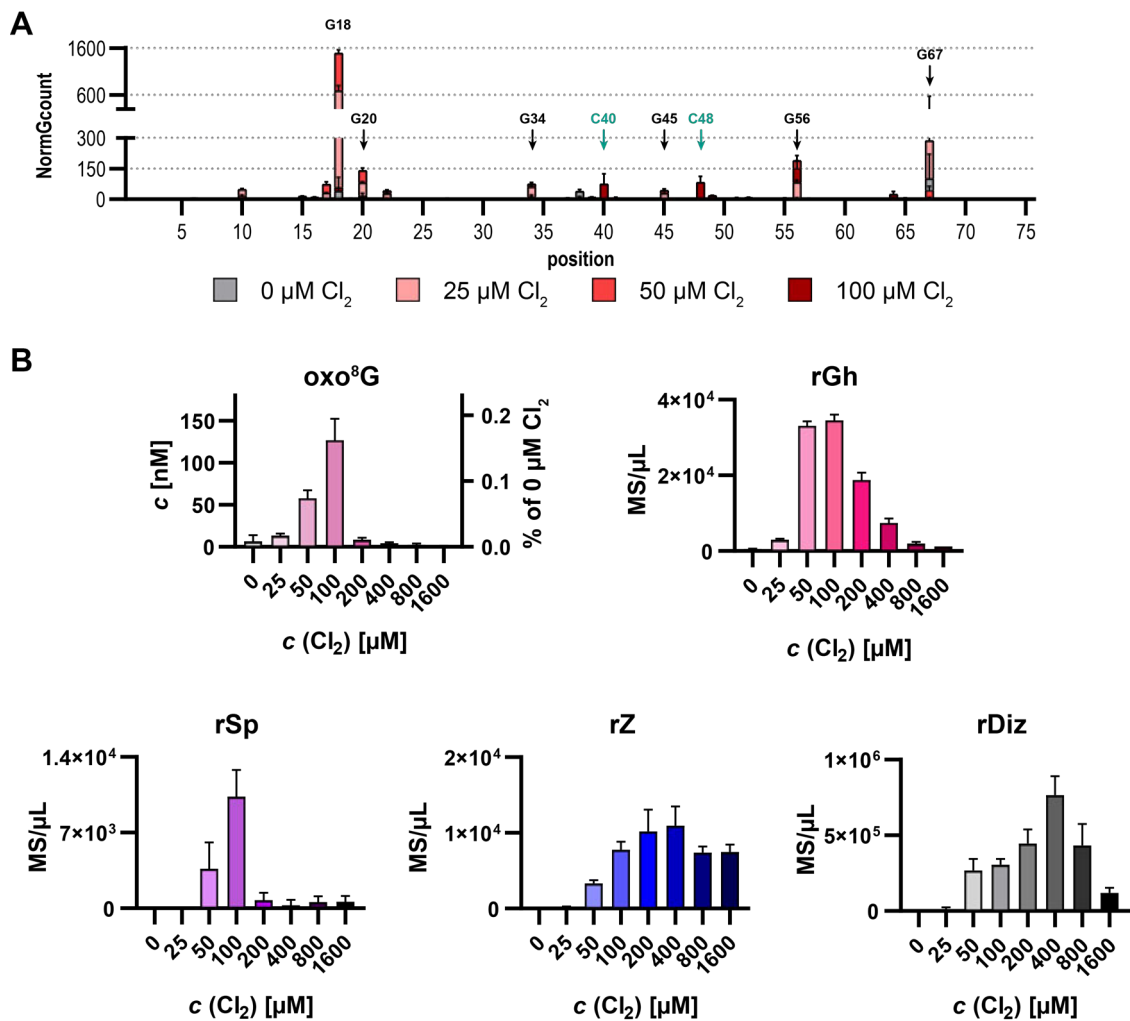 A
G18
1600
G67
600
NormGcount
300
G20
G34
C40
G45
C48
G56
150
0
5 10 15 20 25 30 35 40 45 50 55 60 65 70 75
position
0 µM Cl₂ 25 µM Cl₂ 50 µM Cl₂ 100 µM Cl₂
B
oxo⁸G
c [nM]
150
100
50
0
% of 0 µM Cl₂
0.2
0.1
0.0
0 25 50 100 200 400 800 1600
c (Cl₂) [µM]
rGh
MS/µL
4×10⁴
2×10⁴
0
0 25 50 100 200 400 800 1600
c (Cl₂) [µM]
rSp
MS/µL
1.4×10⁴
7×10³
0
0 25 50 100 200 400 800 1600
c (Cl₂) [µM]
rZ
MS/µL
2×10⁴
1×10⁴
0
0 25 50 100 200 400 800 1600
c (Cl₂) [µM]
rDiz
MS/µL
1×10⁶
5×10⁵
0
0 25 50 100 200 400 800 1600
c (Cl₂) [µM]